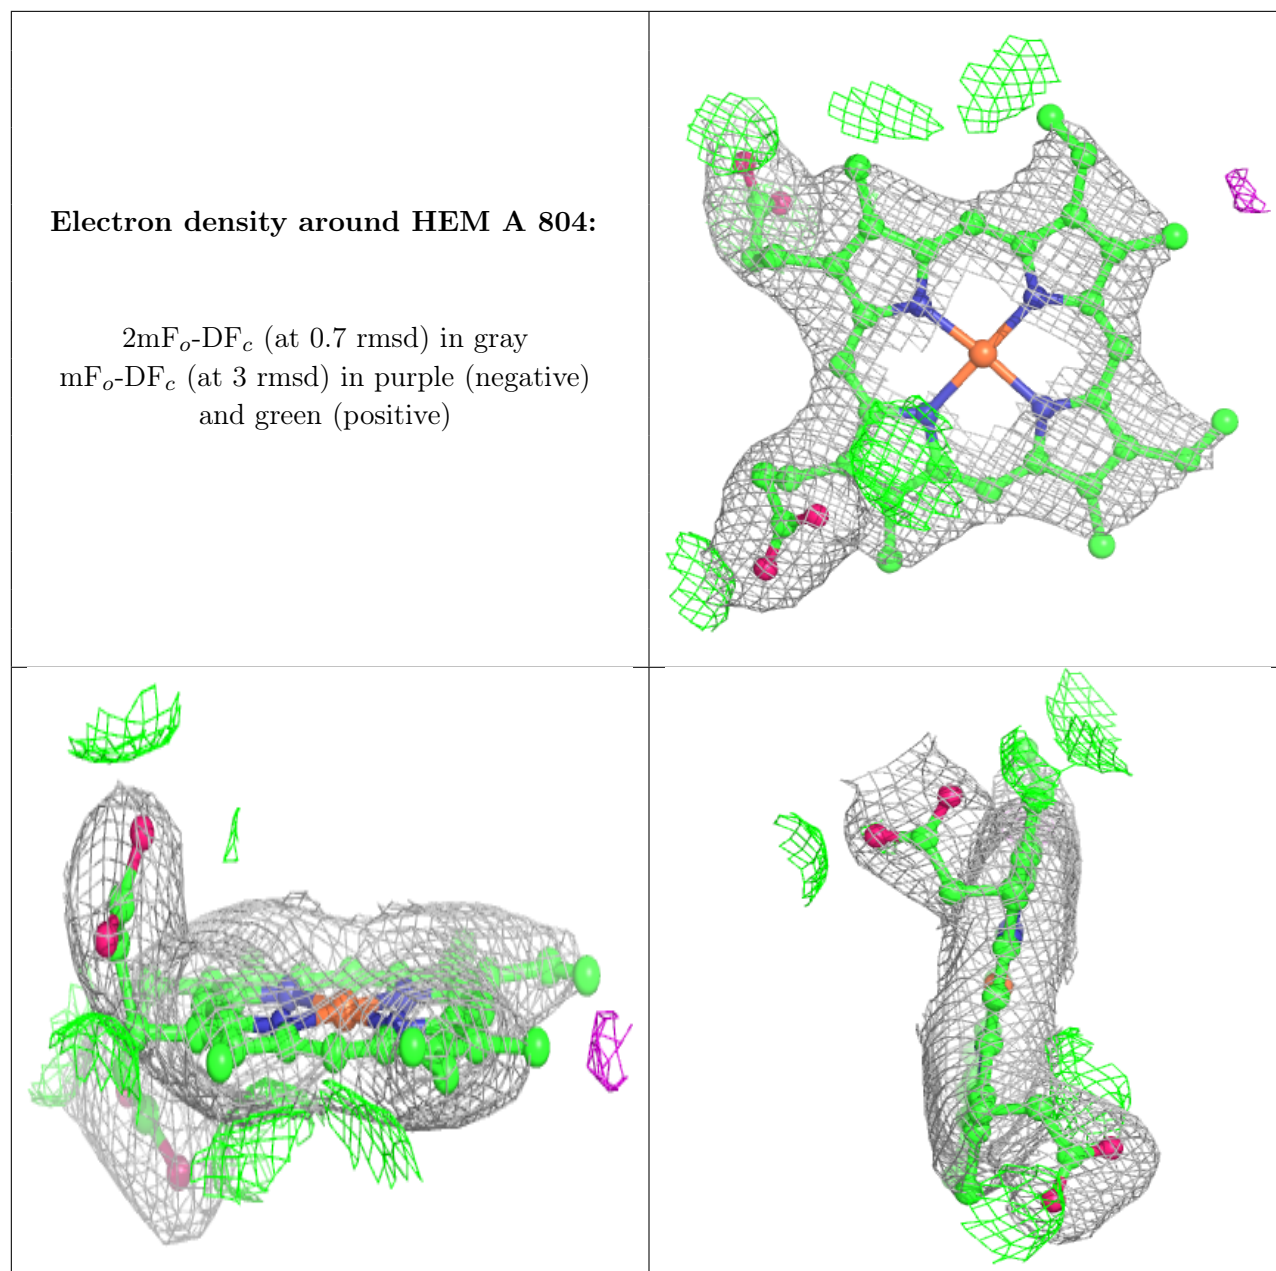 Electron density around HEM A 804:
2mFo-DFc (at 0.7 rmsd) in gray
mFo-DFc (at 3 rmsd) in purple (negative)
and green (positive)